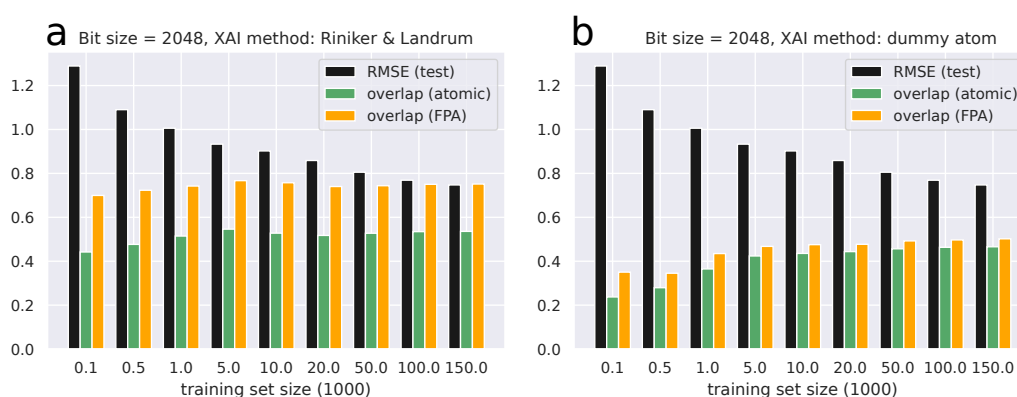 a
Bit size = 2048, XAI method: Riniker & Landrum
RMSE (test)
overlap (atomic)
overlap (FPA)
1.2
1.0
0.8
0.6
0.4
0.2
0.0
0.1 0.5 1.0 5.0 10.0 20.0 50.0 100.0 150.0
training set size (1000)
b
Bit size = 2048, XAI method: dummy atom
RMSE (test)
overlap (atomic)
overlap (FPA)
1.2
1.0
0.8
0.6
0.4
0.2
0.0
0.1 0.5 1.0 5.0 10.0 20.0 50.0 100.0 150.0
training set size (1000)